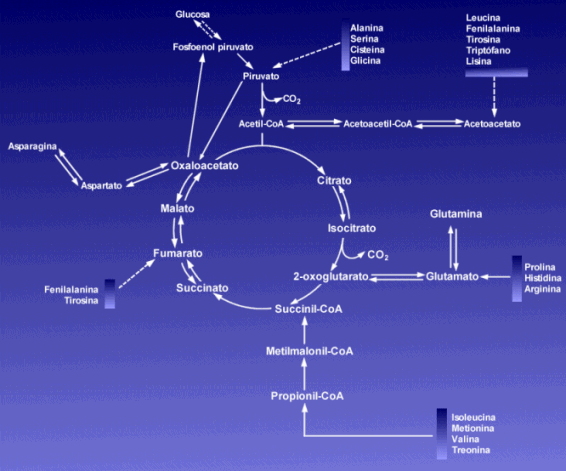 Glucosa
Fosfoenol piruvato
Piruvato
Alanina
Serina
Cisteina
Glicina
Leucina
Fenilalanina
Tirosina
Triptófano
Lisina
CO2
Acetil-CoA
Acetoacetil-CoA
Acetoacetato
Asparagina
Aspartato
Oxaloacetato
Citrato
Malato
Isocitrato
Glutamina
Fumarato
CO2
2-oxoglutarato
Glutamato
Prolina
Histidina
Arginina
Fenilalanina
Tirosina
Succinato
Succinil-CoA
Metilmalonil-CoA
Propionil-CoA
Isoleucina
Metionina
Valina
Treonina